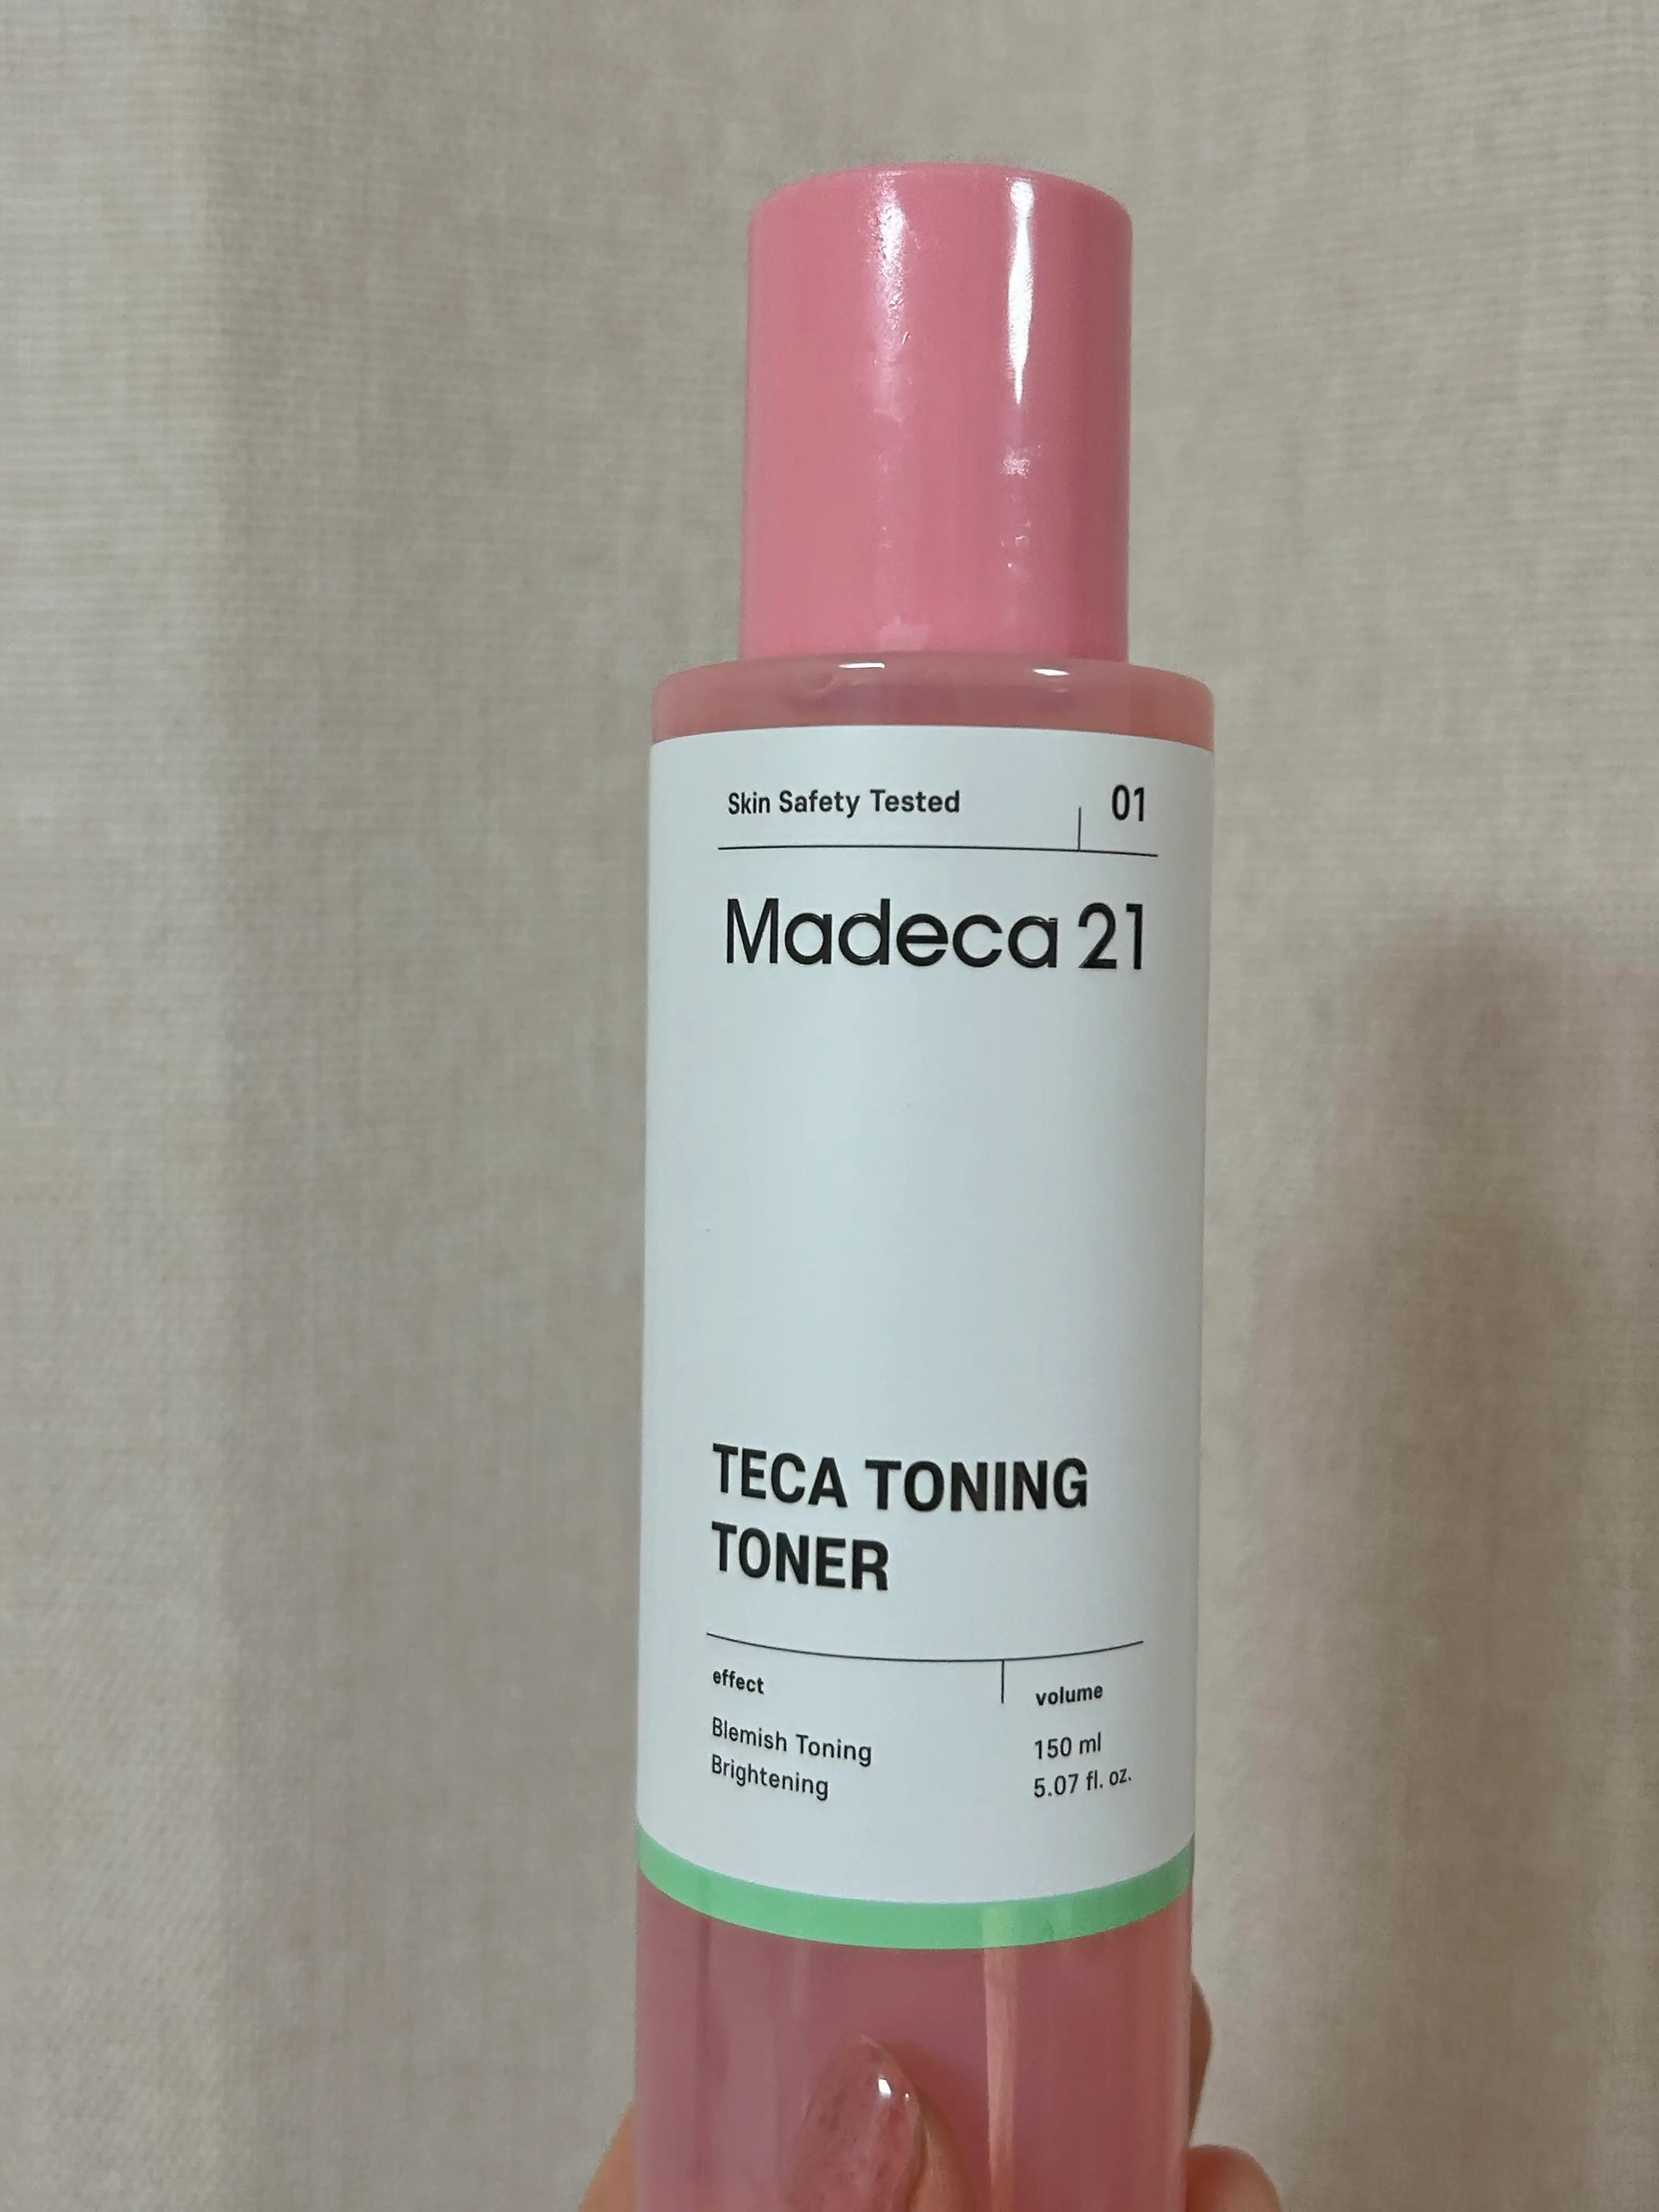 Skin Safety Tested 01
Madeca 21
TECA TONING
TONER
effect volume
Blemish Toning 150 ml
Brightening 5.07 fl. oz.